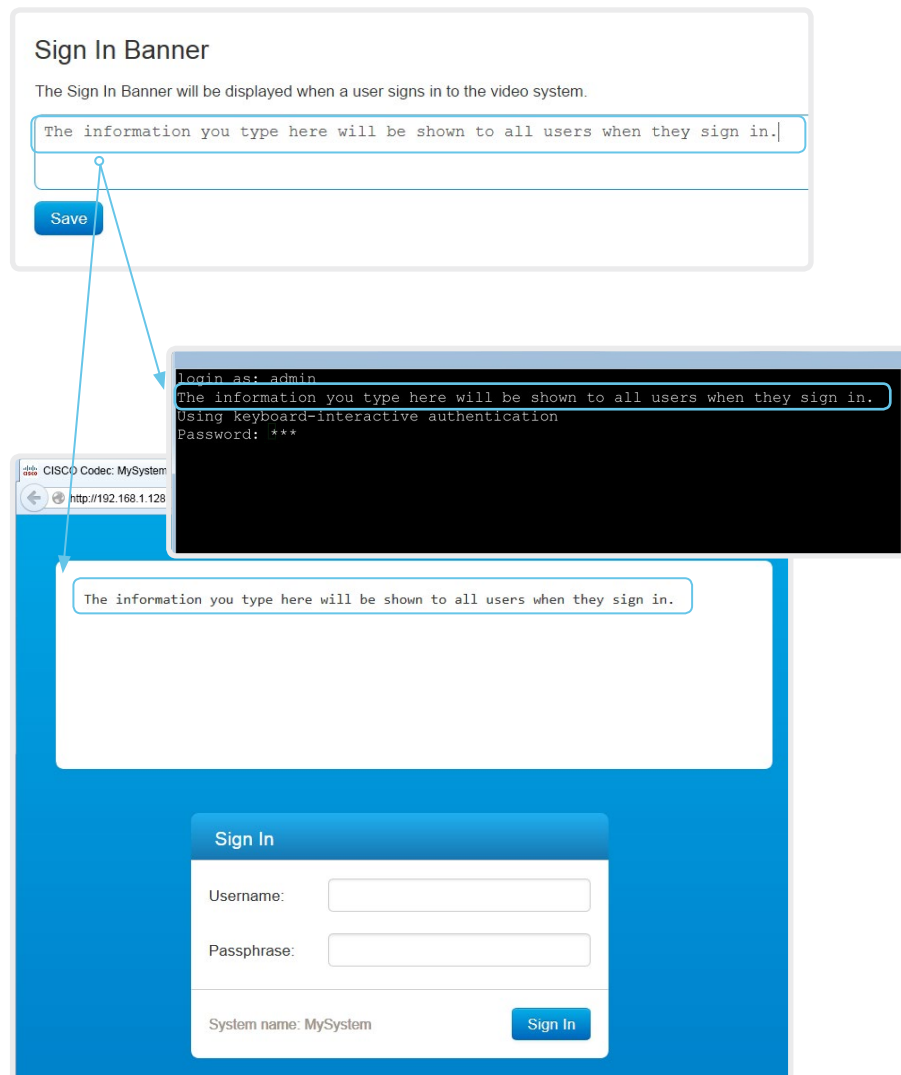 Sign In Banner
The Sign In Banner will be displayed when a user signs in to the video system.
The information you type here will be shown to all users when they sign in.
Save
login as: admin
The information you type here will be shown to all users when they sign in.
Using keyboard-interactive authentication
Password: ***
CISCO Codec: MySystem
http://192.168.1.128
The information you type here will be shown to all users when they sign in.
Sign In
Username:
Passphrase:
System name: MySystem
Sign In